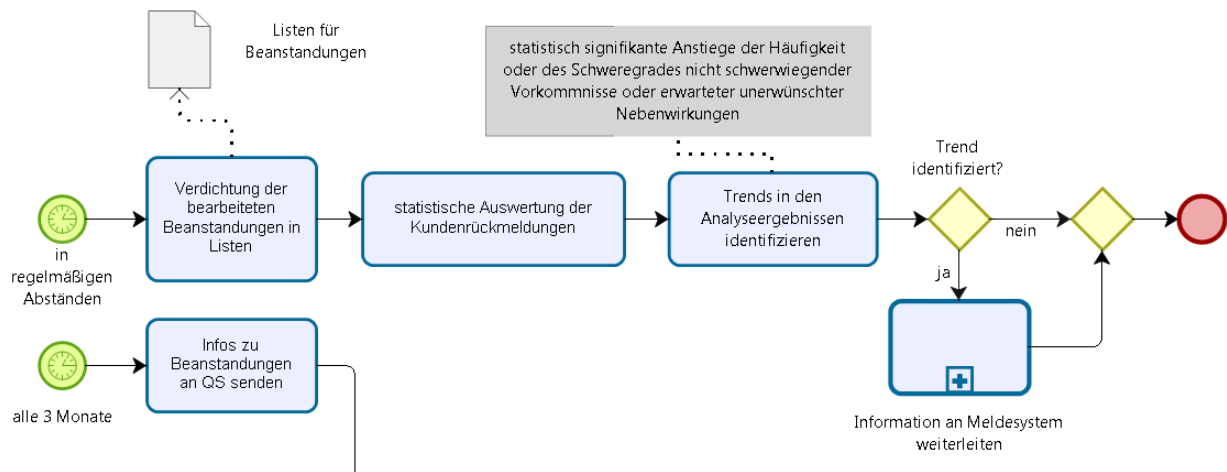 Listen für
Beanstandungen
statistisch signifikante Anstiege der Häufigkeit
oder des Schweregrades nicht schwerwiegender
Vorkommnisse oder erwarteter unerwünschter
Nebenwirkungen
Verdichtung der
bearbeiteten
Beanstandungen in
Listen
statistische Auswertung der
Kundenrückmeldungen
Trends in den
Analyseergebnissen
identifizieren
Trend
identifiziert?
nein
ja
in
regelmäßigen
Abständen
Infos zu
Beanstandungen
an QS senden
alle 3 Monate
Information an Meldesystem
weiterleiten